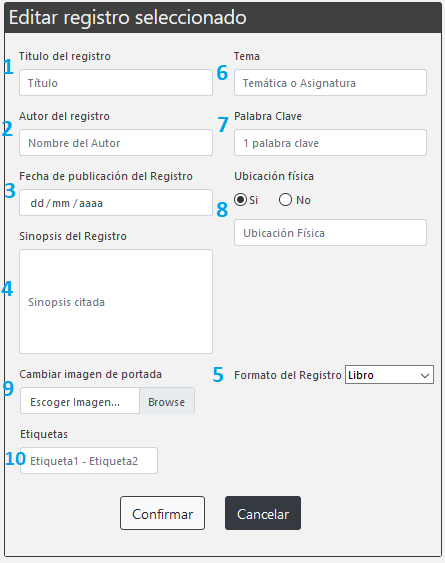 Editar registro seleccionado
1 Titulo del registro
Título
2 Autor del registro
Nombre del Autor
3 Fecha de publicación del Registro
dd/mm/aaaa
4 Sinopsis del Registro
Sinopsis citada
9 Cambiar imagen de portada
Escoger Imagen... Browse
10 Etiquetas
Etiqueta1 - Etiqueta2
6 Tema
Temática o Asignatura
7 Palabra Clave
1 palabra clave
8 Ubicación física
Si No
Ubicación Física
5 Formato del Registro Libro
Confirmar Cancelar